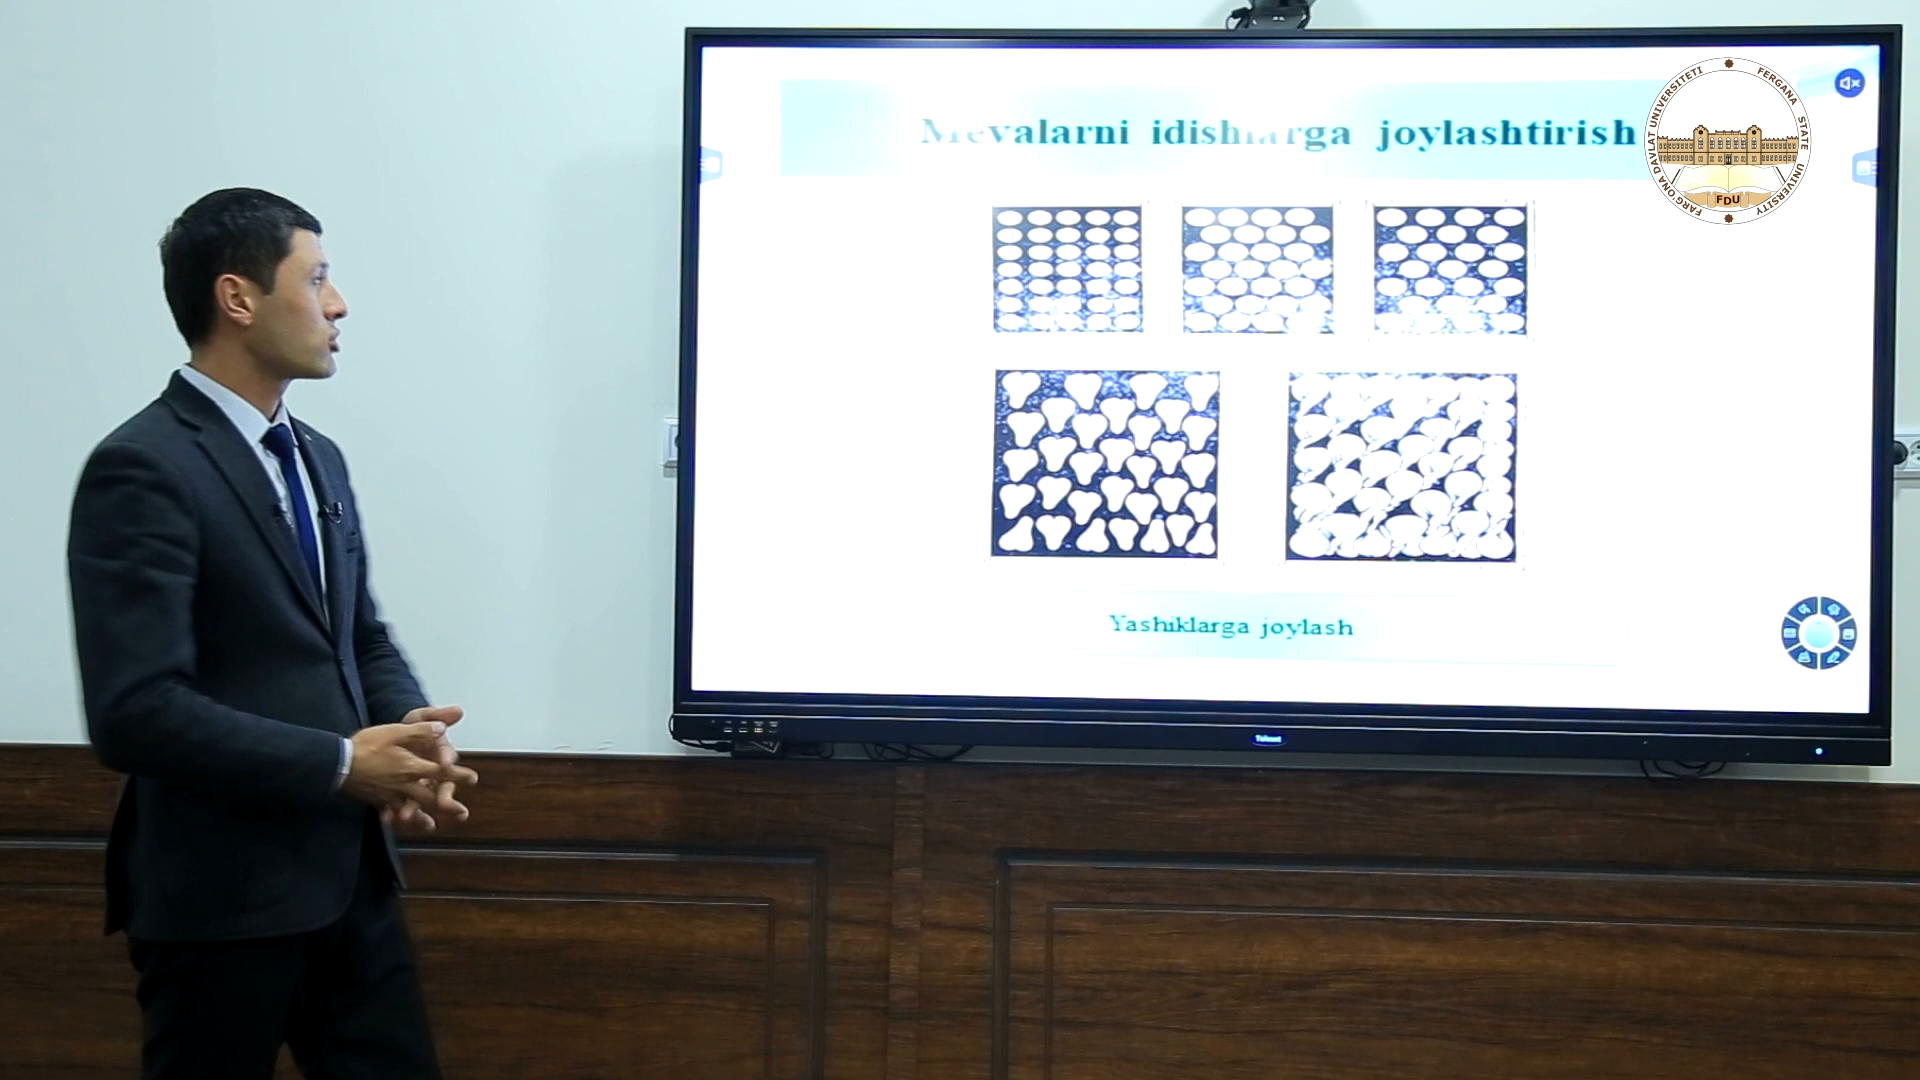 Mevalarni idishlarga joylashtirish
FARG'ONA DAVLAT UNIVERSITETI
FERGANA STATE UNIVERSITY
FDU
Yashiklarga joylash